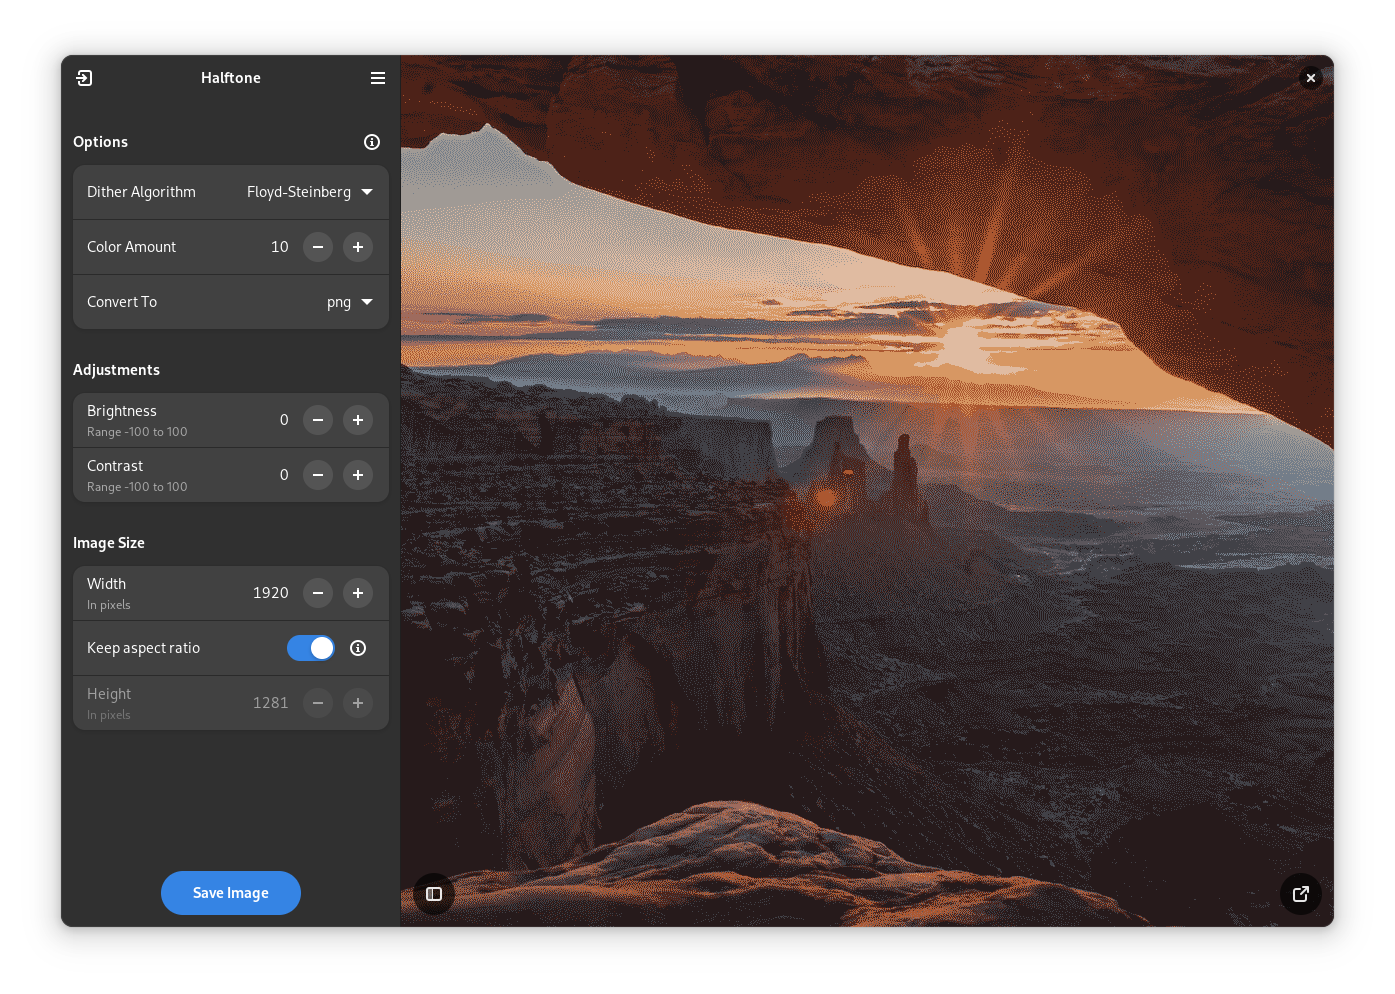 Halftone
Options
Dither Algorithm Floyd-Steinberg
Color Amount 10
Convert To png
Adjustments
Brightness 0
Range -100 to 100
Contrast 0
Range -100 to 100
Image Size
Width 1920
In pixels
Keep aspect ratio
Height 1281
In pixels
Save Image